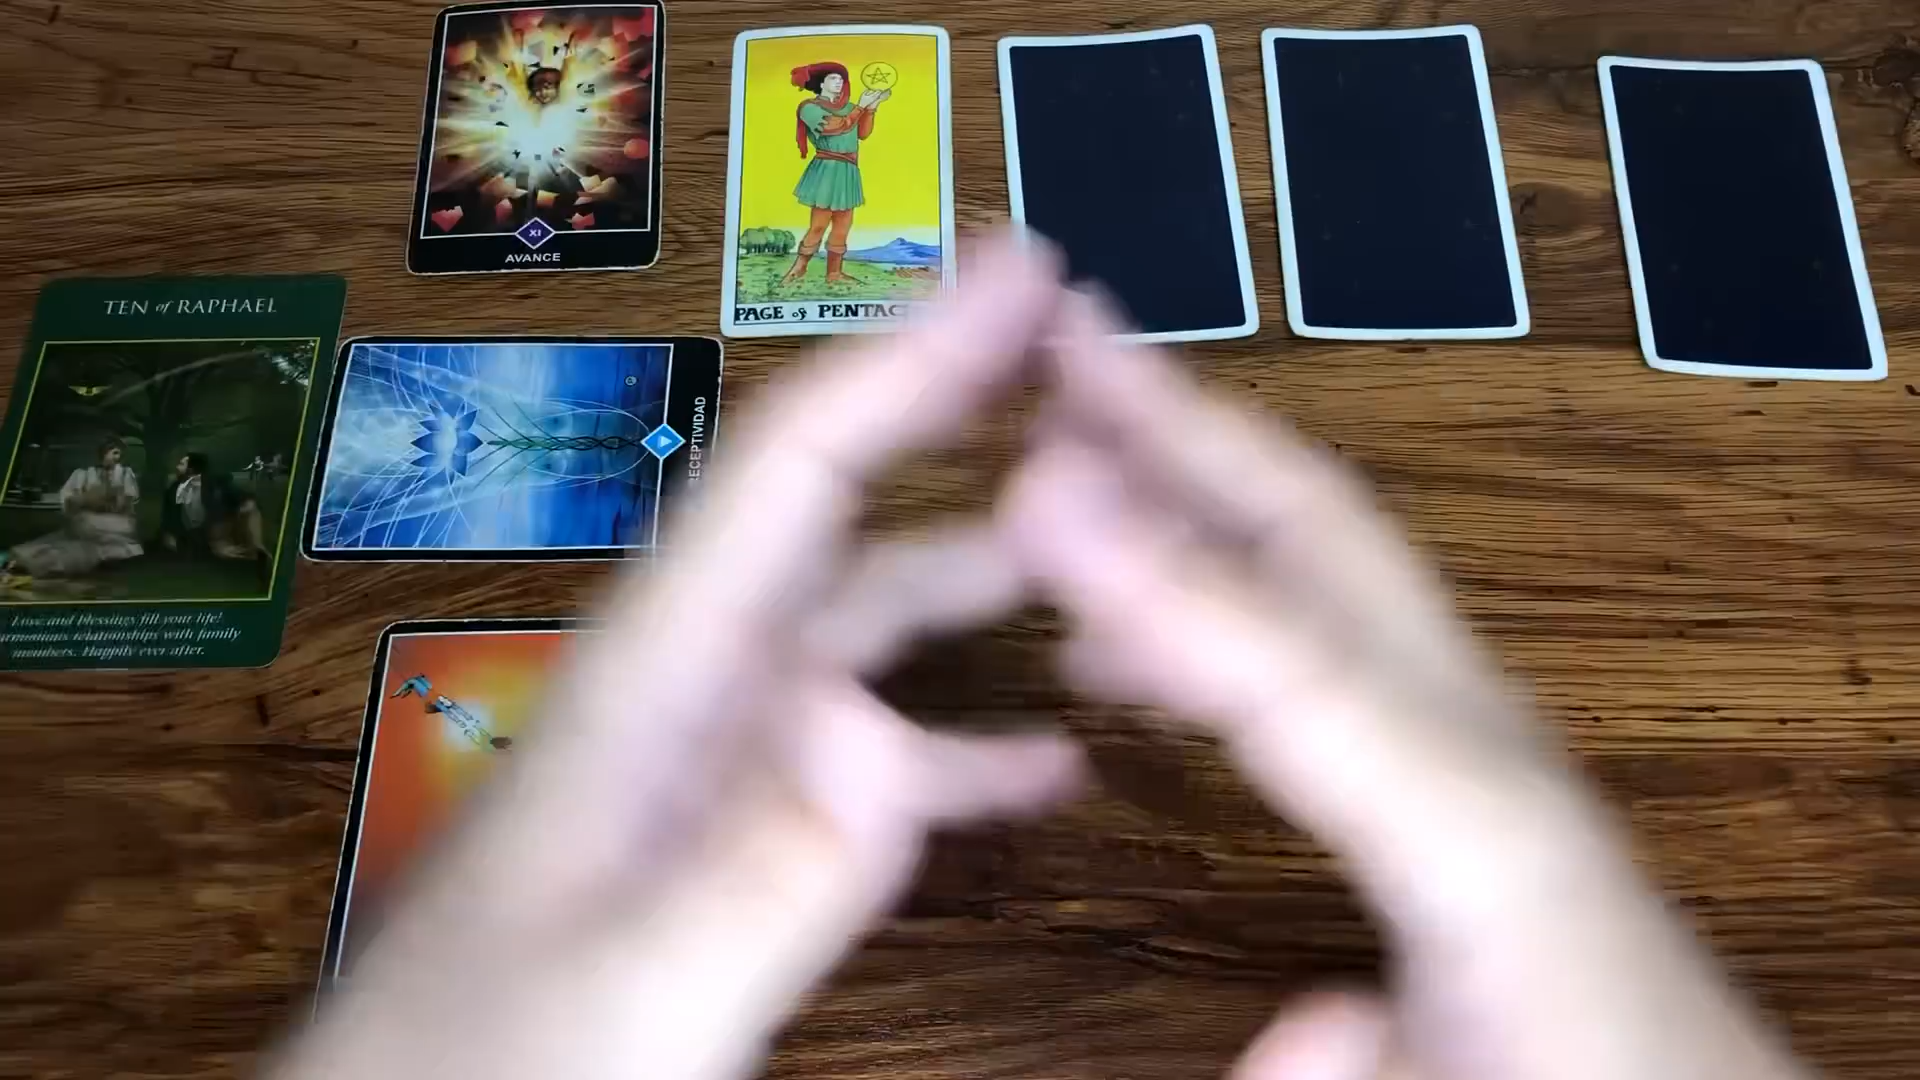 XI
AVANCE
PAGE of PENTAC
TEN of RAPHAEL
ECEPTIVIDAD
Love and blessings fill your life!
armonious relationships with family
members. Happily ever after.